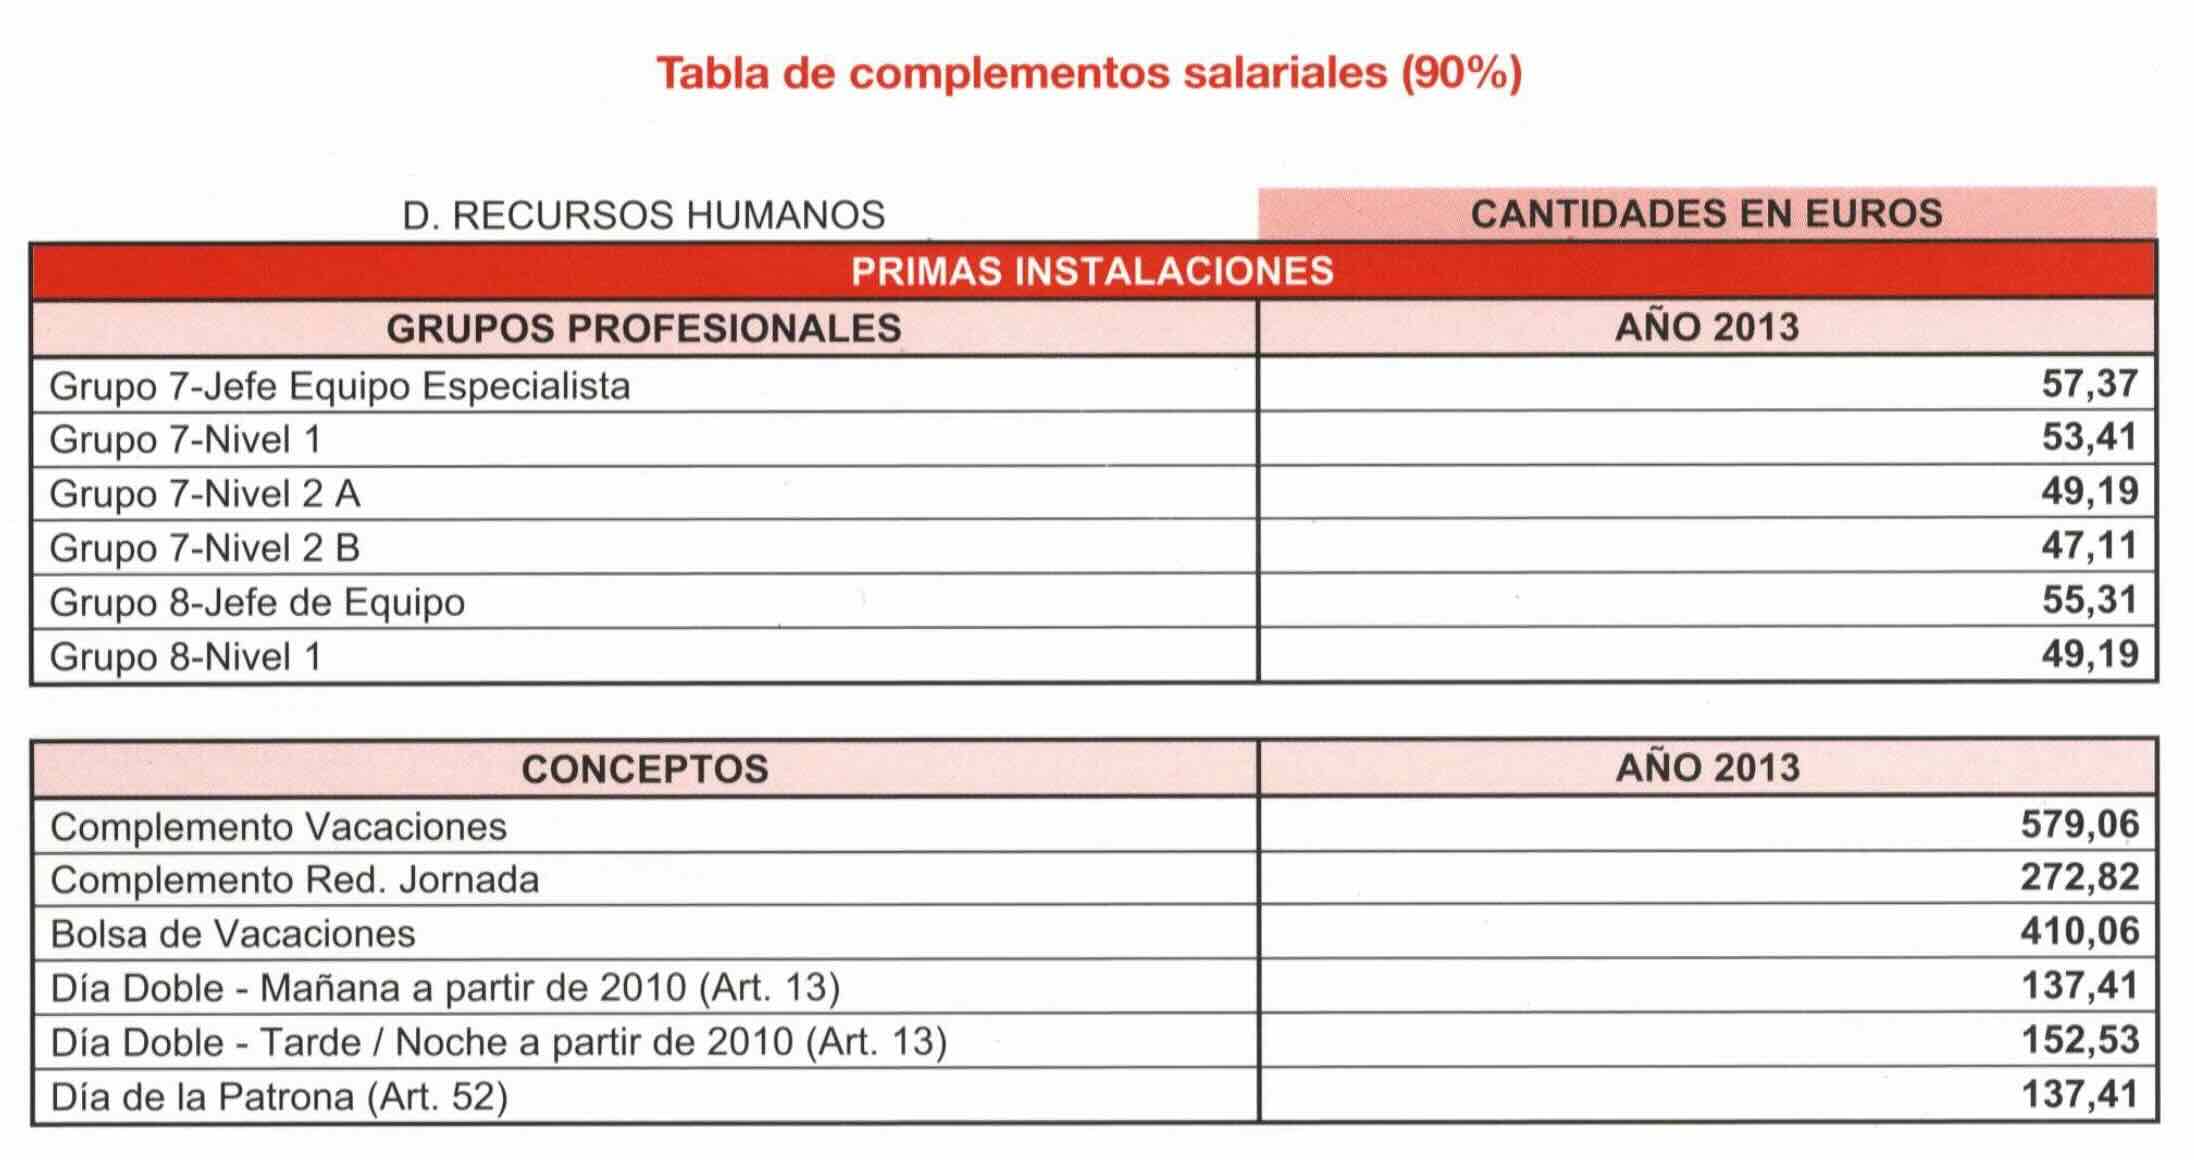 Tabla de complementos salariales (90%)
D. RECURSOS HUMANOS CANTIDADES EN EUROS
PRIMAS INSTALACIONES
GRUPOS PROFESIONALES AÑO 2013
Grupo 7-Jefe Equipo Especialista 57,37
Grupo 7-Nivel 1 53,41
Grupo 7-Nivel 2 A 49,19
Grupo 7-Nivel 2 B 47,11
Grupo 8-Jefe de Equipo 55,31
Grupo 8-Nivel 1 49,19
CONCEPTOS AÑO 2013
Complemento Vacaciones 579,06
Complemento Red. Jornada 272,82
Bolsa de Vacaciones 410,06
Día Doble - Mañana a partir de 2010 (Art. 13) 137,41
Día Doble - Tarde / Noche a partir de 2010 (Art. 13) 152,53
Día de la Patrona (Art. 52) 137,41